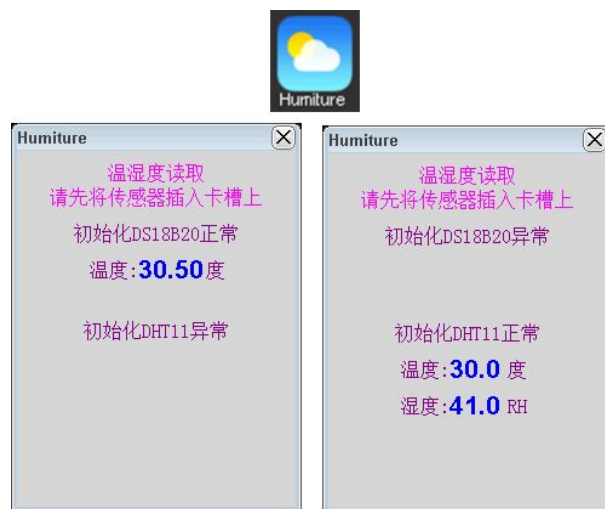 Humiture
Humiture
温湿度读取
请先将传感器插入卡槽上
初始化DS18B20正常
温度:30.50度
初始化DHT11异常
Humiture
温湿度读取
请先将传感器插入卡槽上
初始化DS18B20异常
初始化DHT11正常
温度:30.0 度
湿度:41.0 RH